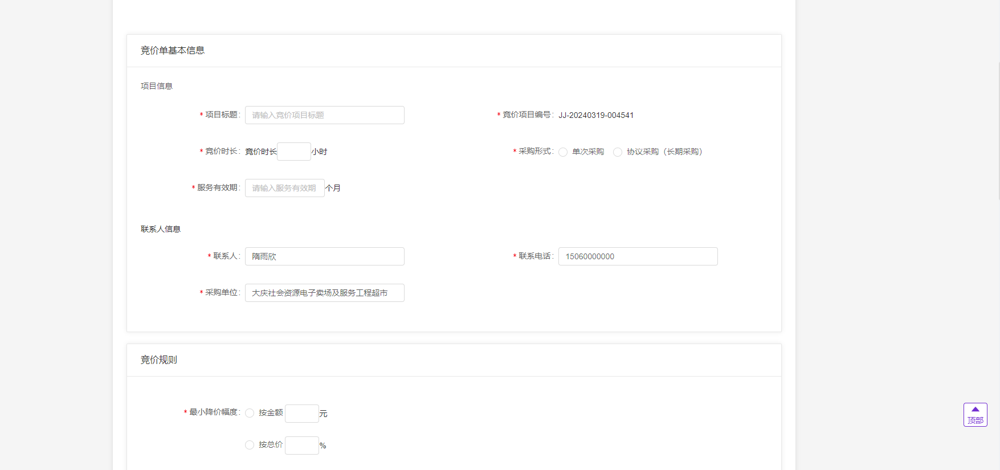 竞价单基本信息
项目信息
* 项目标题: 请输入竞价项目标题
* 竞价项目编号: JJ-20240319-004541
* 竞价时长: 竞价时长 小时
* 采购形式: 单次采购 协议采购（长期采购）
* 服务有效期: 请输入服务有效期 个月
联系人信息
* 联系人: 隋雨欣
* 联系电话: 15060000000
* 采购单位: 大庆社会资源电子卖场及服务工程超市
竞价规则
* 最小降价幅度: 按金额 元
按总价 %
顶部